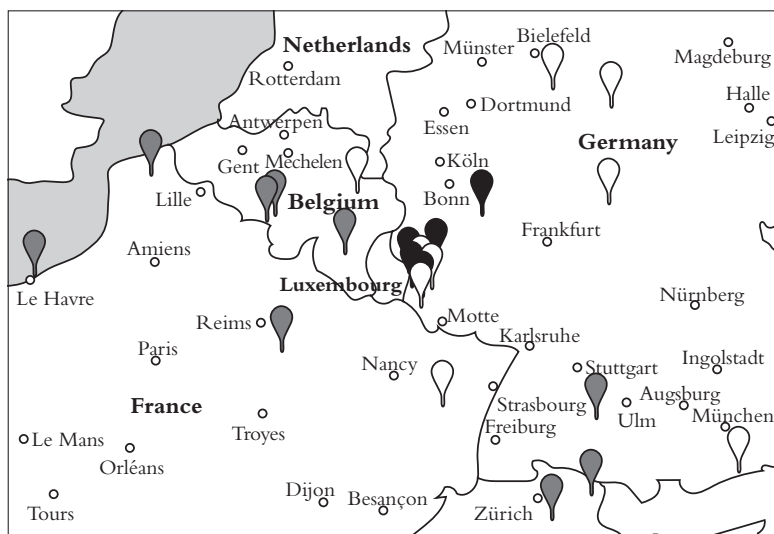 Netherlands
Bielefeld
Münster
Magdeburg
Rotterdam
Halle
Dortmund
Essen
Antwerpen
Leipzig
Germany
Gent
Mechelen
Köln
Lille
Belgium
Bonn
Frankfurt
Amiens
Luxembourg
Le Havre
Nürnberg
Motte
Reims
Karlsruhe
Paris
Nancy
Stuttgart
Ingolstadt
Augsburg
Strasbourg
France
Ulm
München
Troyes
Freiburg
Le Mans
Orléans
Dijon
Besançon
Tours
Zürich